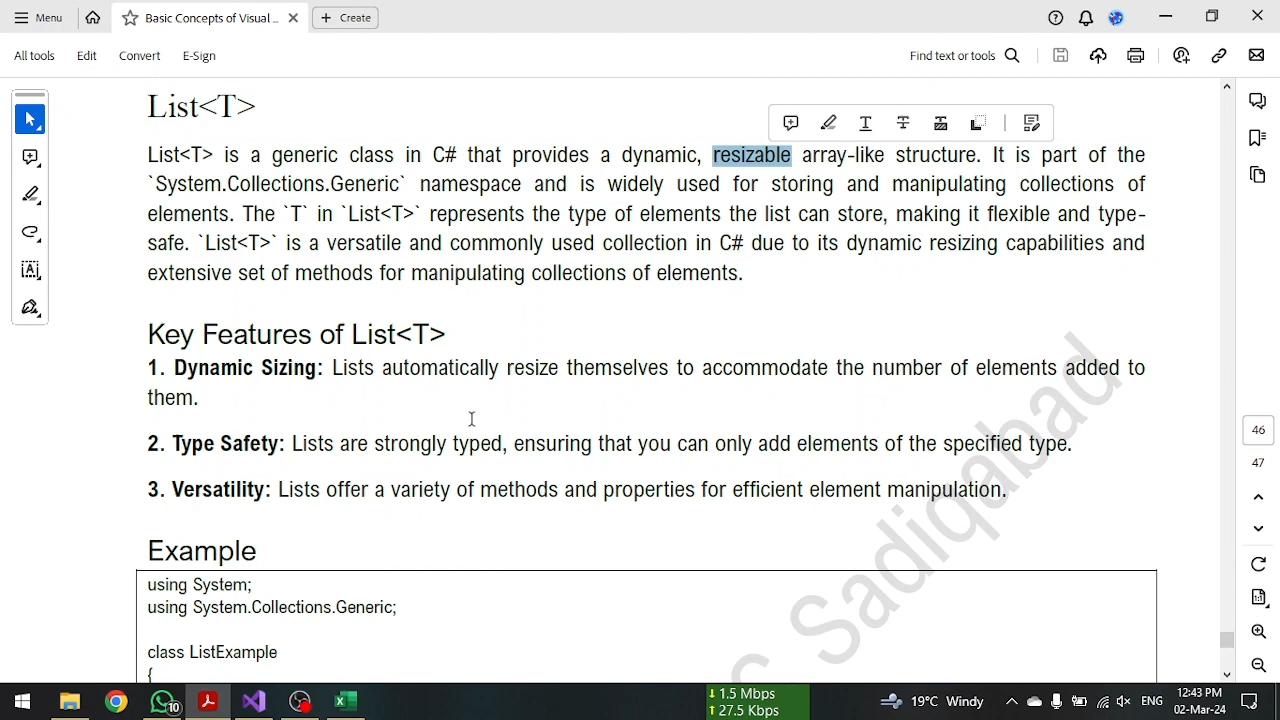 Menu
Basic Concepts of Visual ...
Create
All tools
Edit
Convert
E-Sign
Find text or tools
List<T>
List<T> is a generic class in C# that provides a dynamic, resizable array-like structure. It is part of the
`System.Collections.Generic` namespace and is widely used for storing and manipulating collections of
elements. The `T` in `List<T>` represents the type of elements the list can store, making it flexible and type-
safe. `List<T>` is a versatile and commonly used collection in C# due to its dynamic resizing capabilities and
extensive set of methods for manipulating collections of elements.
Key Features of List<T>
1. Dynamic Sizing: Lists automatically resize themselves to accommodate the number of elements added to
them.
2. Type Safety: Lists are strongly typed, ensuring that you can only add elements of the specified type.
3. Versatility: Lists offer a variety of methods and properties for efficient element manipulation.
Example
using System;
using System.Collections.Generic;
class ListExample
{
Sadiqabad
46
47
10
1.5 Mbps
27.5 Kbps
19°C Windy
ENG
12:43 PM
02-Mar-24